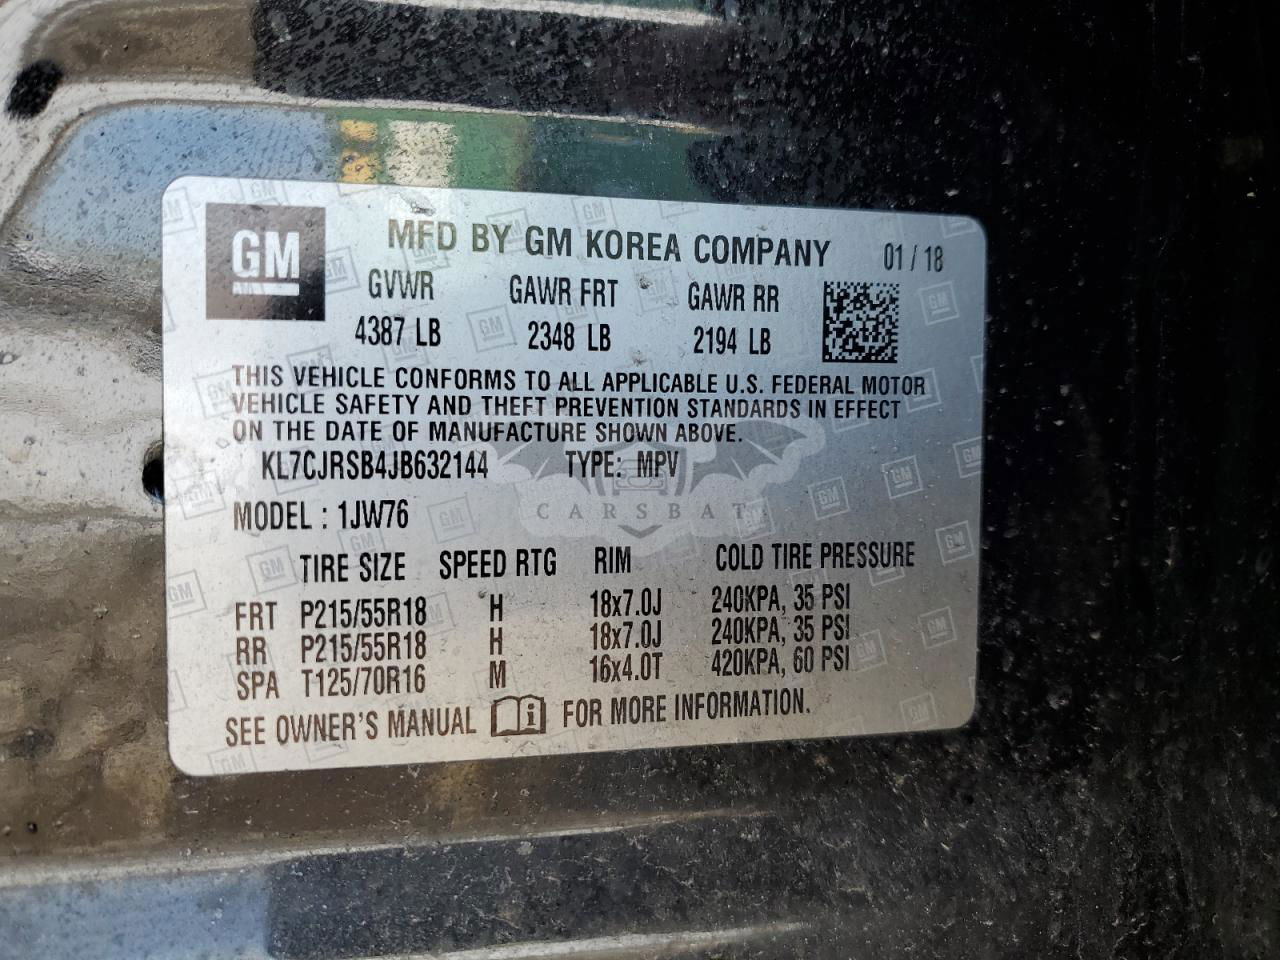 GM
MFD BY GM KOREA COMPANY 01 / 18
GVWR GAWR FRT GAWR RR
4387 LB 2348 LB 2194 LB
THIS VEHICLE CONFORMS TO ALL APPLICABLE U.S. FEDERAL MOTOR
VEHICLE SAFETY AND THEFT PREVENTION STANDARDS IN EFFECT
ON THE DATE OF MANUFACTURE SHOWN ABOVE.
KL7CJRSB4JB632144 TYPE: MPV
CARSBAT
MODEL : 1JW76
TIRE SIZE SPEED RTG RIM COLD TIRE PRESSURE
FRT P215/55R18 H 18x7.0J 240KPA, 35 PSI
RR P215/55R18 H 18x7.0J 240KPA, 35 PSI
SPA T125/70R16 M 16x4.0T 420KPA, 60 PSI
SEE OWNER'S MANUAL i FOR MORE INFORMATION.